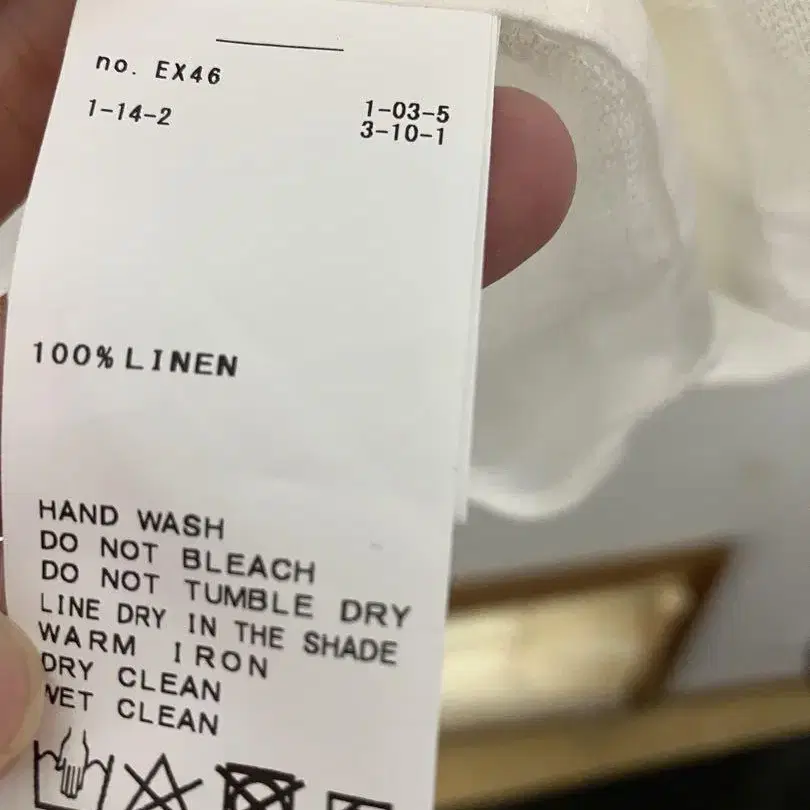 no. EX46
1-14-2 1-03-5
3-10-1
100% LINEN
HAND WASH
DO NOT BLEACH
DO NOT TUMBLE DRY
LINE DRY IN THE SHADE
WARM IRON
DRY CLEAN
WET CLEAN